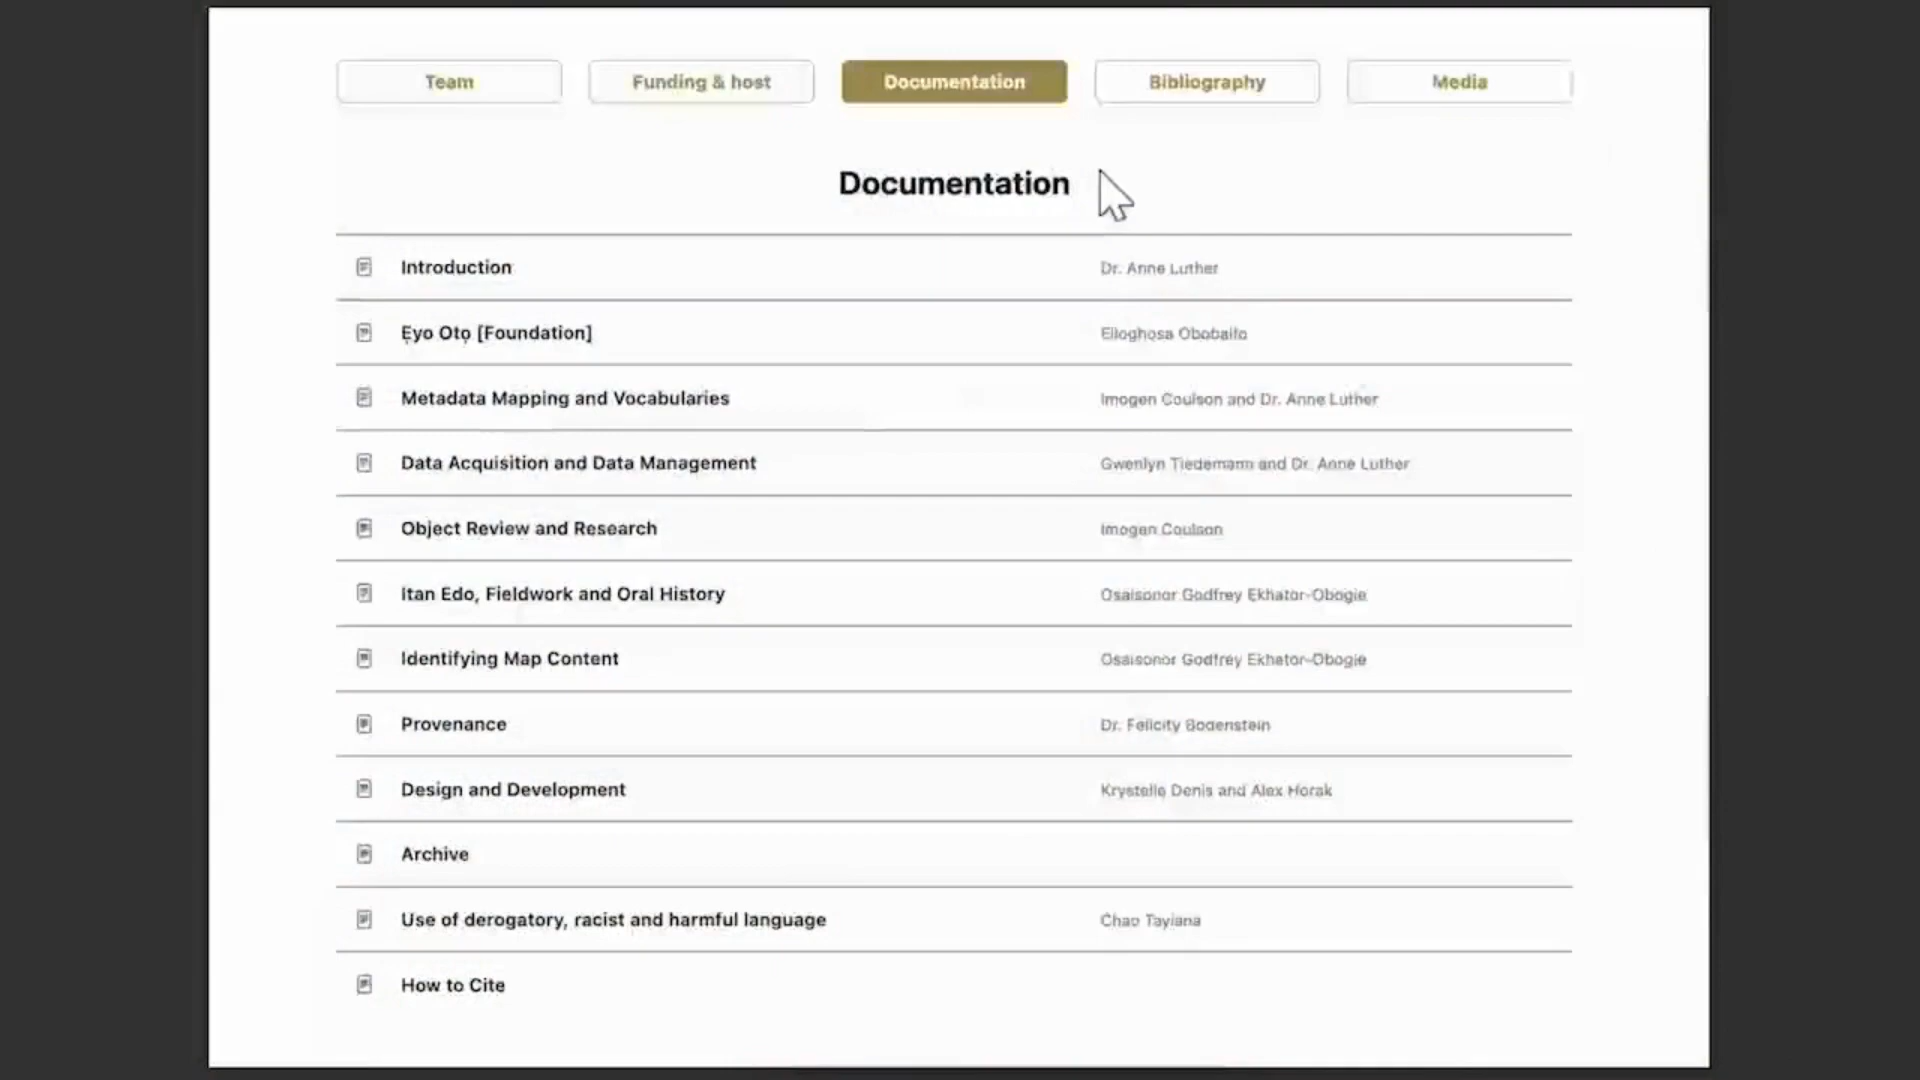 Team
Funding & host
Documentation
Bibliography
Media
Documentation
Introduction
Dr. Anne Luther
Ẹyo Otọ [Foundation]
Eiloghosa Obobaifo
Metadata Mapping and Vocabularies
Imogen Coulson and Dr. Anne Luther
Data Acquisition and Data Management
Gwenlyn Tiedemann and Dr. Anne Luther
Object Review and Research
Imogen Coulson
Itan Edo, Fieldwork and Oral History
Osaisonor Godfrey Ekhator-Obogie
Identifying Map Content
Osaisonor Godfrey Ekhator-Obogie
Provenance
Dr. Felicity Bodenstein
Design and Development
Krystelle Denis and Alex Horak
Archive
Use of derogatory, racist and harmful language
Chao Tayiana
How to Cite